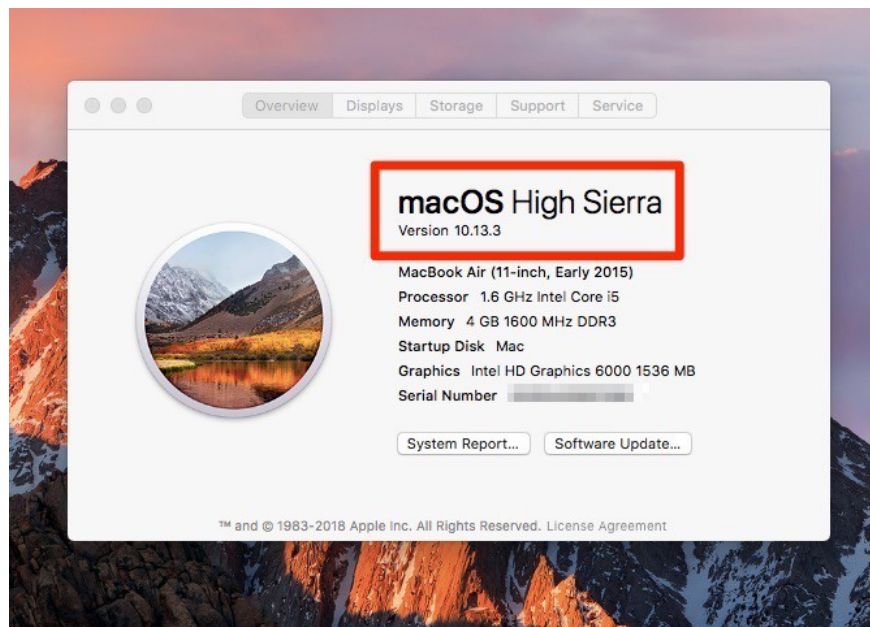 Overview Displays Storage Support Service
macOS High Sierra
Version 10.13.3
MacBook Air (11-inch, Early 2015)
Processor 1.6 GHz Intel Core i5
Memory 4 GB 1600 MHz DDR3
Startup Disk Mac
Graphics Intel HD Graphics 6000 1536 MB
Serial Number
System Report... Software Update...
™ and © 1983-2018 Apple Inc. All Rights Reserved. License Agreement